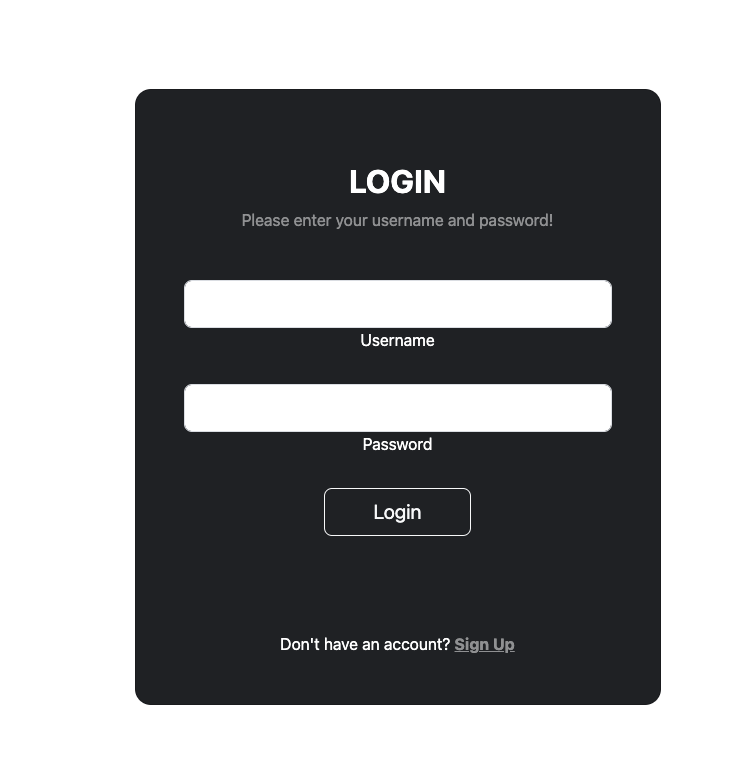 LOGIN
Please enter your username and password!
Username
Password
Login
Don't have an account? Sign Up